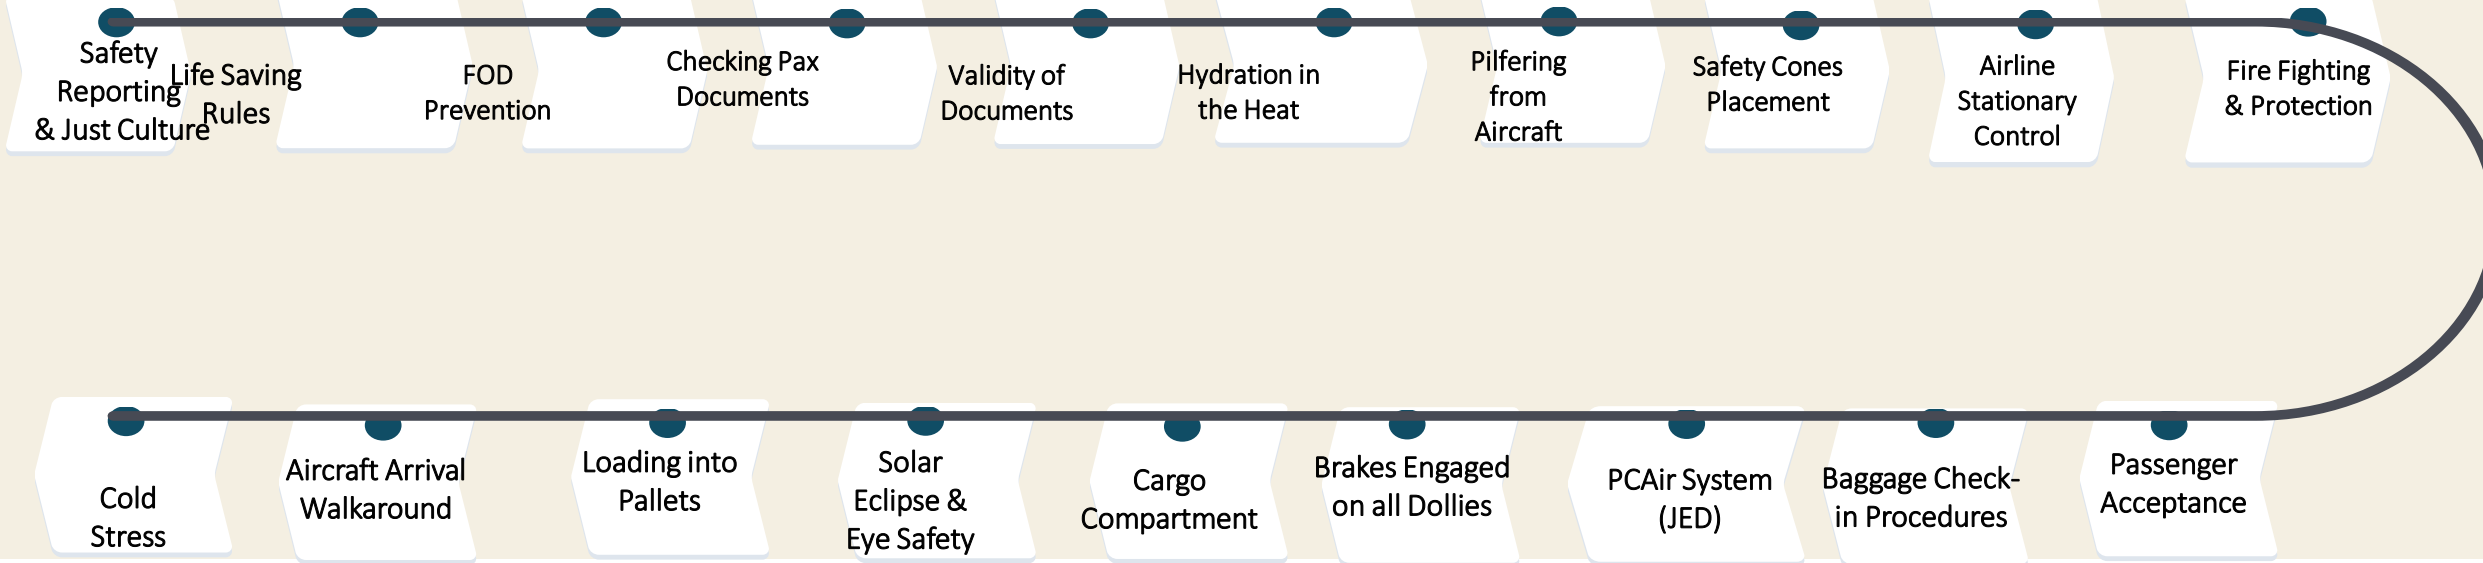 Safety
Reporting
& Just Culture
Life Saving
Rules
FOD
Prevention
Checking Pax
Documents
Validity of
Documents
Hydration in
the Heat
Pilfering
from
Aircraft
Safety Cones
Placement
Airline
Stationary
Control
Fire Fighting
& Protection
Cold
Stress
Aircraft Arrival
Walkaround
Loading into
Pallets
Solar
Eclipse &
Eye Safety
Cargo
Compartment
Brakes Engaged
on all Dollies
PCAir System
(JED)
Baggage Check-
in Procedures
Passenger
Acceptance